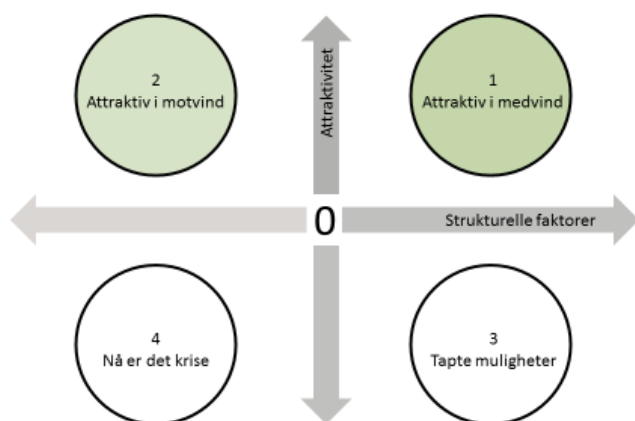 2
Attraktiv i motvind
Attraktivitet
1
Attraktiv i medvind
0
Strukturelle faktorer
4
Nå er det krise
3
Tapte muligheter